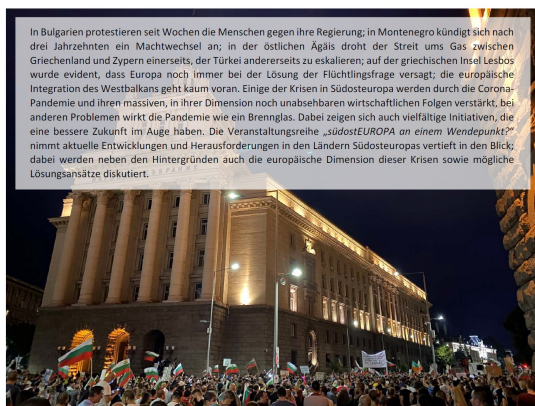 In Bulgarien protestieren seit Wochen die Menschen gegen ihre Regierung; in Montenegro kündigt sich nach
drei Jahrzehnten ein Machtwechsel an; in der östlichen Ägäis droht der Streit ums Gas zwischen
Griechenland und Zypern einerseits, der Türkei andererseits zu eskalieren; auf der griechischen Insel Lesbos
wurde evident, dass Europa noch immer bei der Lösung der Flüchtlingsfrage versagt; die europäische
Integration des Westbalkans geht kaum voran. Einige der Krisen in Südosteuropa werden durch die Corona-
Pandemie und ihren massiven, in ihrer Dimension noch unabsehbaren wirtschaftlichen Folgen verstärkt, bei
anderen Problemen wirkt die Pandemie wie ein Brennglas. Dabei zeigen sich auch vielfältige Initiativen, die
eine bessere Zukunft im Auge haben. Die Veranstaltungsreihe „südostEUROPA an einem Wendepunkt?“
nimmt aktuelle Entwicklungen und Herausforderungen in den Ländern Südosteuropas vertieft in den Blick;
dabei werden neben den Hintergründen auch die europäische Dimension dieser Krisen sowie mögliche
Lösungsansätze diskutiert.